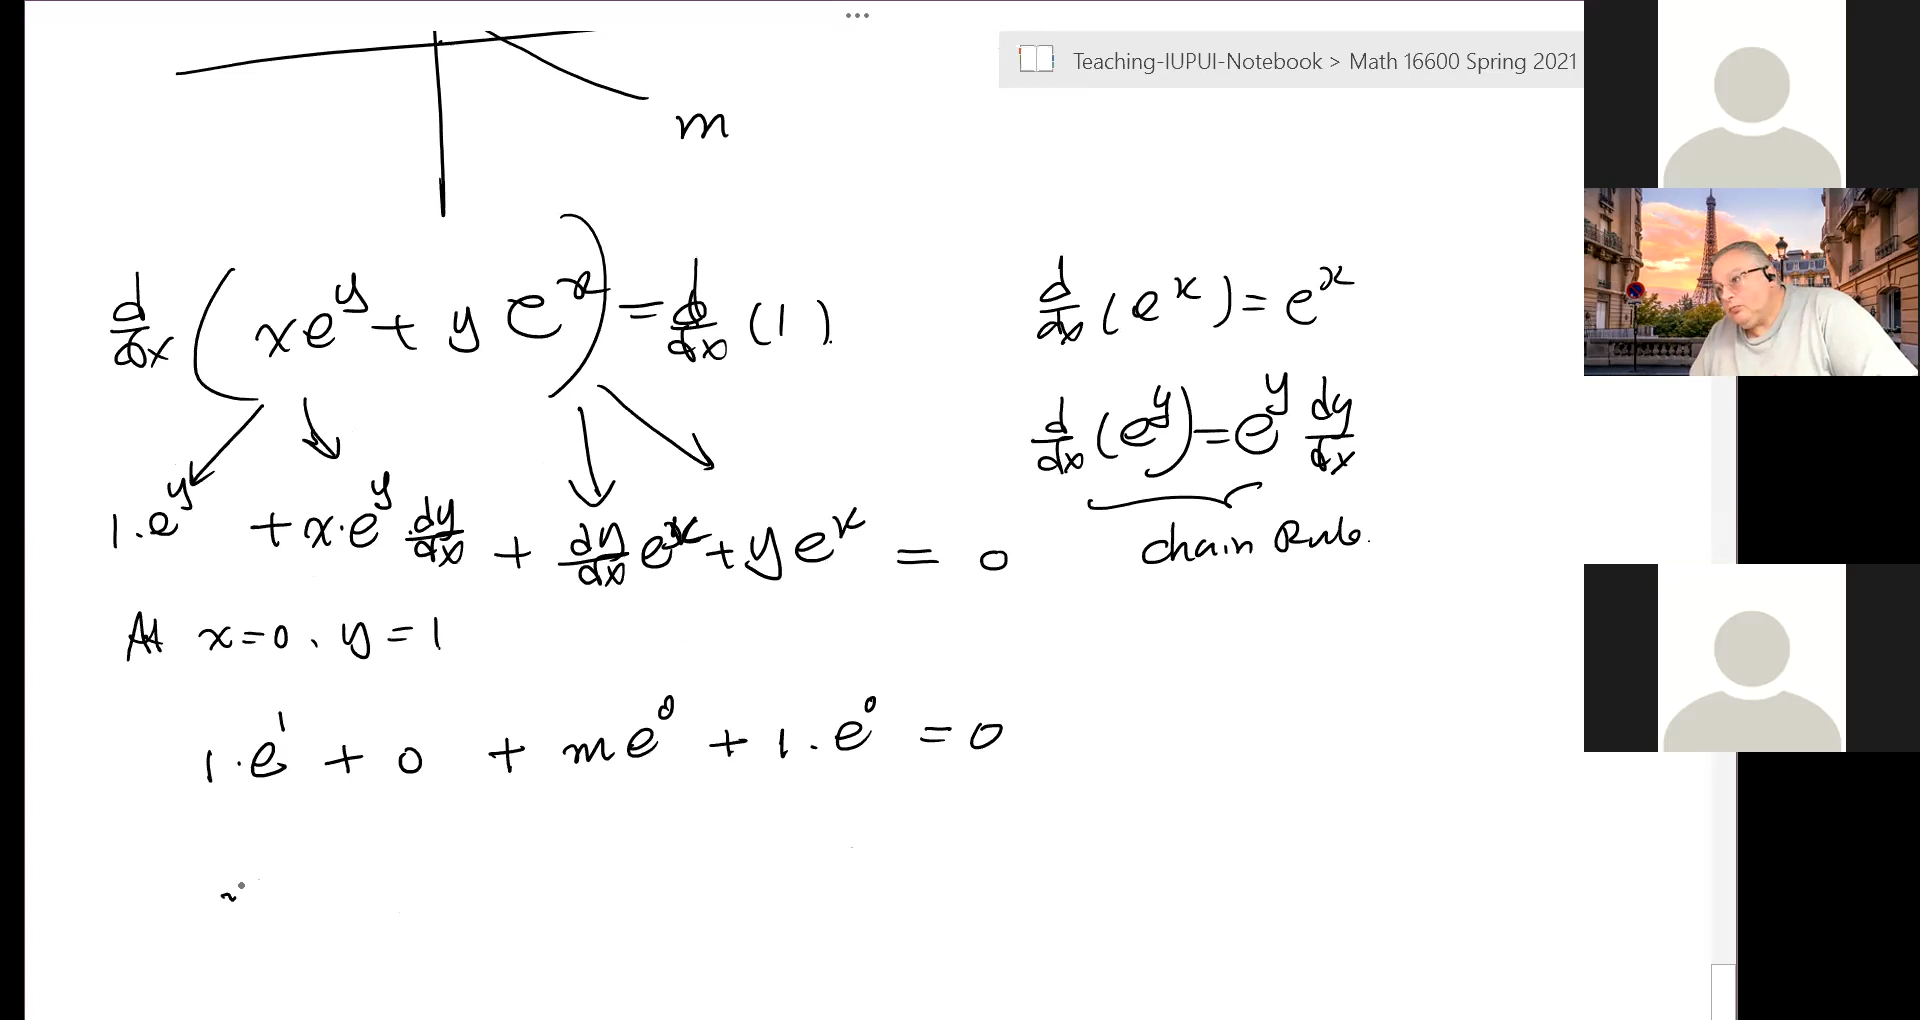 Teaching-IUPUI-Notebook > Math 16600 Spring 2021
m
d/dx (xe^y + y e^x) = d/dx (1).
d/dx (e^x) = e^x
d/dx (e^y) = e^y dy/dx
chain Rule.
1·e^y + x·e^y dy/dx + dy/dx e^x + y e^x = 0
At x=0, y=1
1·e^1 + 0 + m e^0 + 1·e^0 = 0